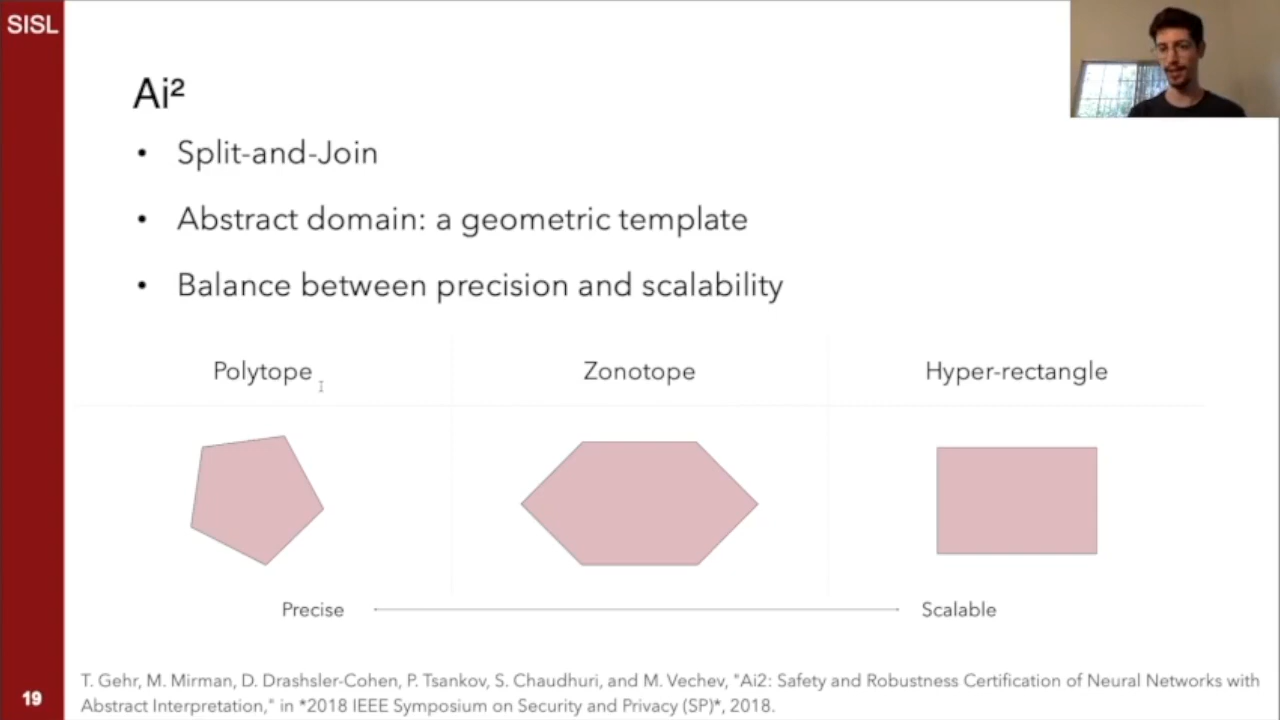 SISL
Ai²
• Split-and-Join
• Abstract domain: a geometric template
• Balance between precision and scalability
Polytope
Zonotope
Hyper-rectangle
Precise
Scalable
T. Gehr, M. Mirman, D. Drashsler-Cohen, P. Tsankov, S. Chaudhuri, and M. Vechev, "Ai2: Safety and Robustness Certification of Neural Networks with
Abstract Interpretation," in *2018 IEEE Symposium on Security and Privacy (SP)*, 2018.
19